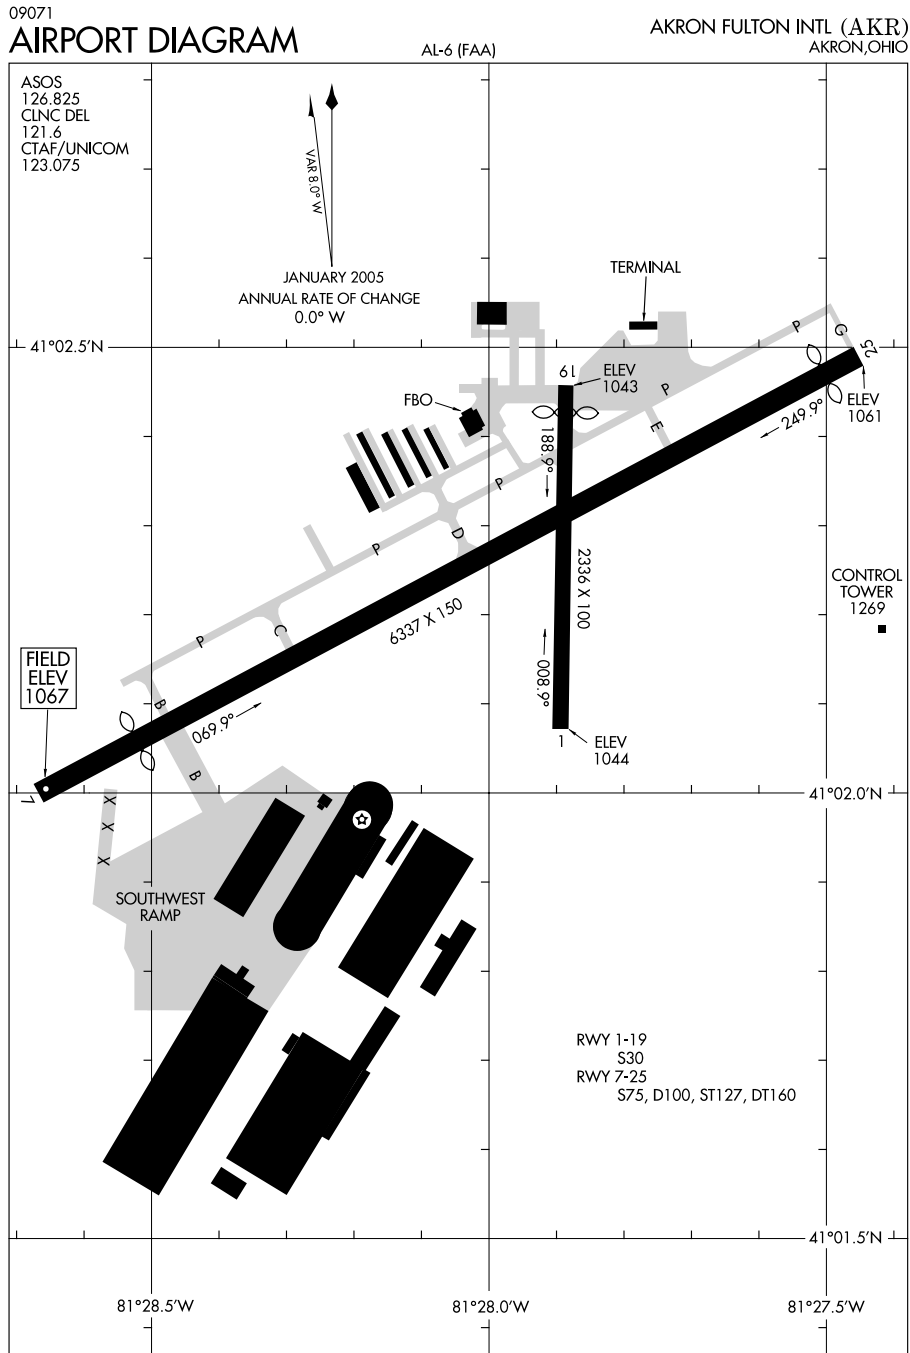 09071
AIRPORT DIAGRAM
AL-6 (FAA)
AKRON FULTON INTL (AKR)
AKRON, OHIO
ASOS
126.825
CLNC DEL
121.6
CTAF/UNICOM
123.075
VAR 8.0° W
JANUARY 2005
ANNUAL RATE OF CHANGE
0.0° W
TERMINAL
41°02.5'N
P
G
25
19
ELEV
1043
FBO
P
ELEV
1061
249.9°
E
188.9°
P
D
P
2336 X 100
CONTROL
TOWER
1269
6337 X 150
C
P
FIELD
ELEV
1067
B
069.9°
008.9°
1
ELEV
1044
B
7
X
X
X
41°02.0'N
SOUTHWEST
RAMP
RWY 1-19
S30
RWY 7-25
S75, D100, ST127, DT160
41°01.5'N
81°28.5'W
81°28.0'W
81°27.5'W